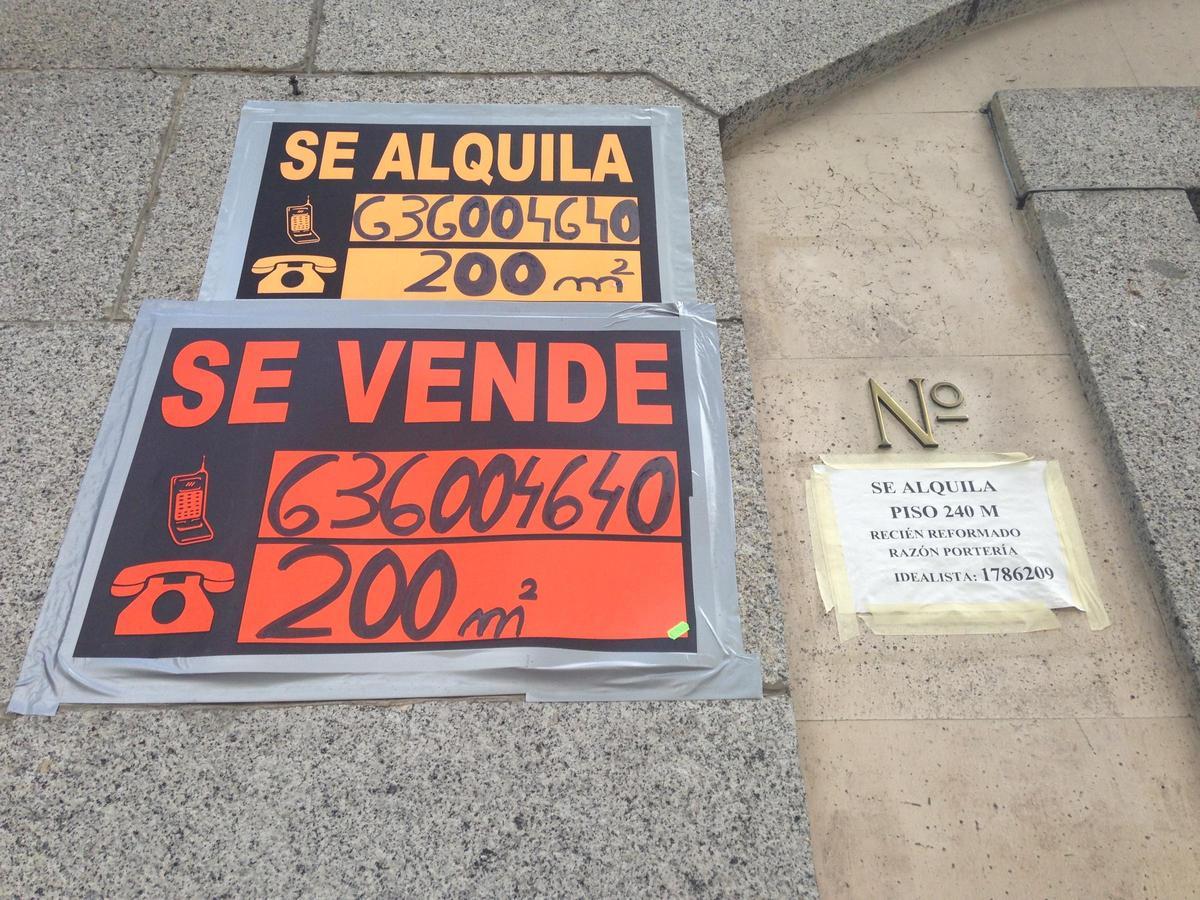 SE ALQUILA
636004640
200 m²
SE VENDE
636004640
200 m²
Nº
SE ALQUILA
PISO 240 M
RECIÉN REFORMADO
RAZÓN PORTERÍA
IDEALISTA: 1786209